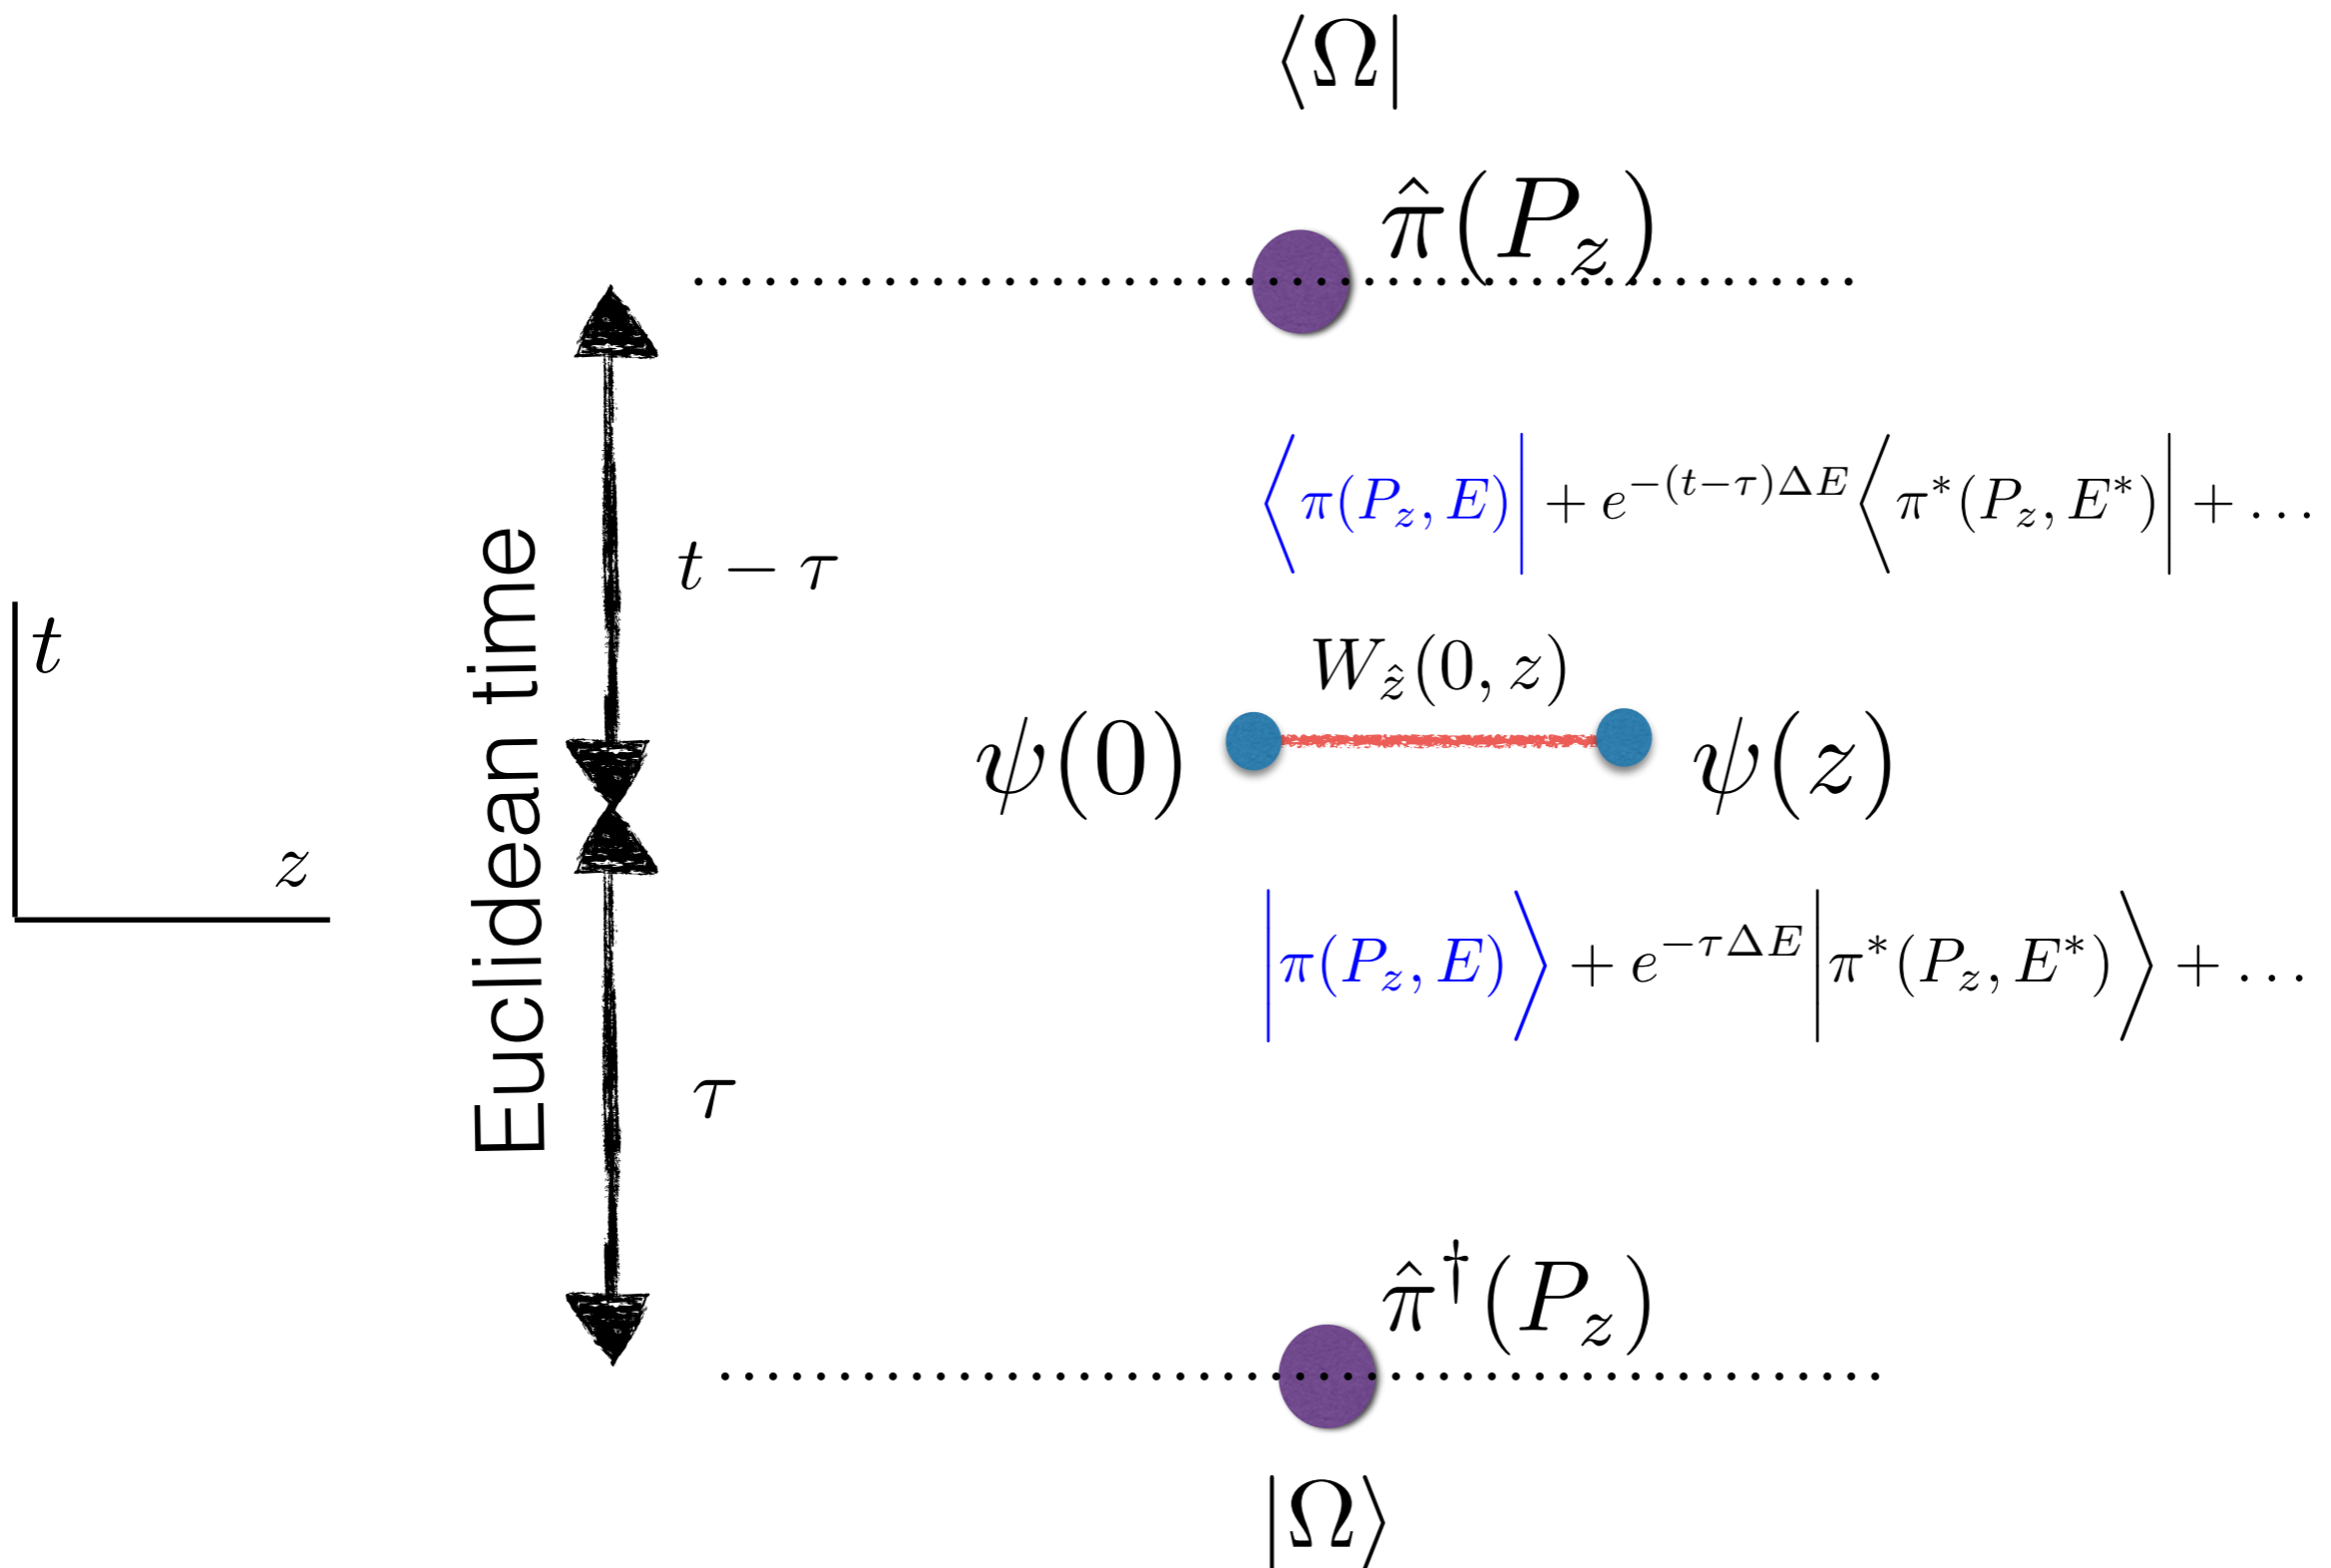 ⟨Ω|
π̂(P_z)
⟨π(P_z, E)| + e^{−(t−τ)ΔE}⟨π*(P_z, E*)| + …
t − τ
Euclidean time
t
z
W_ẑ(0, z)
ψ(0)
ψ(z)
|π(P_z, E)⟩ + e^{−τΔE}|π*(P_z, E*)⟩ + …
τ
π̂†(P_z)
|Ω⟩